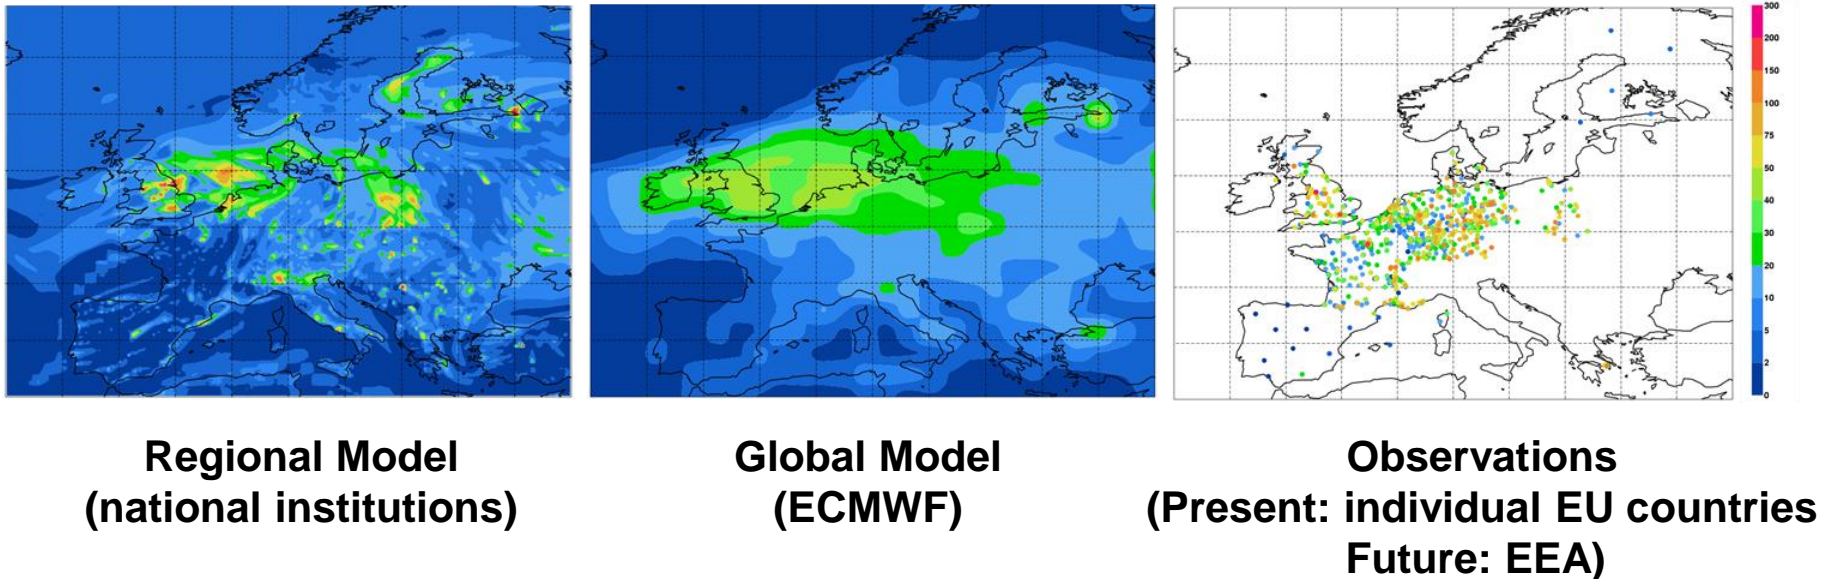 300
200
150
100
75
50
40
30
20
10
5
2
0
Regional Model
(national institutions)
Global Model
(ECMWF)
Observations
(Present: individual EU countries
Future: EEA)